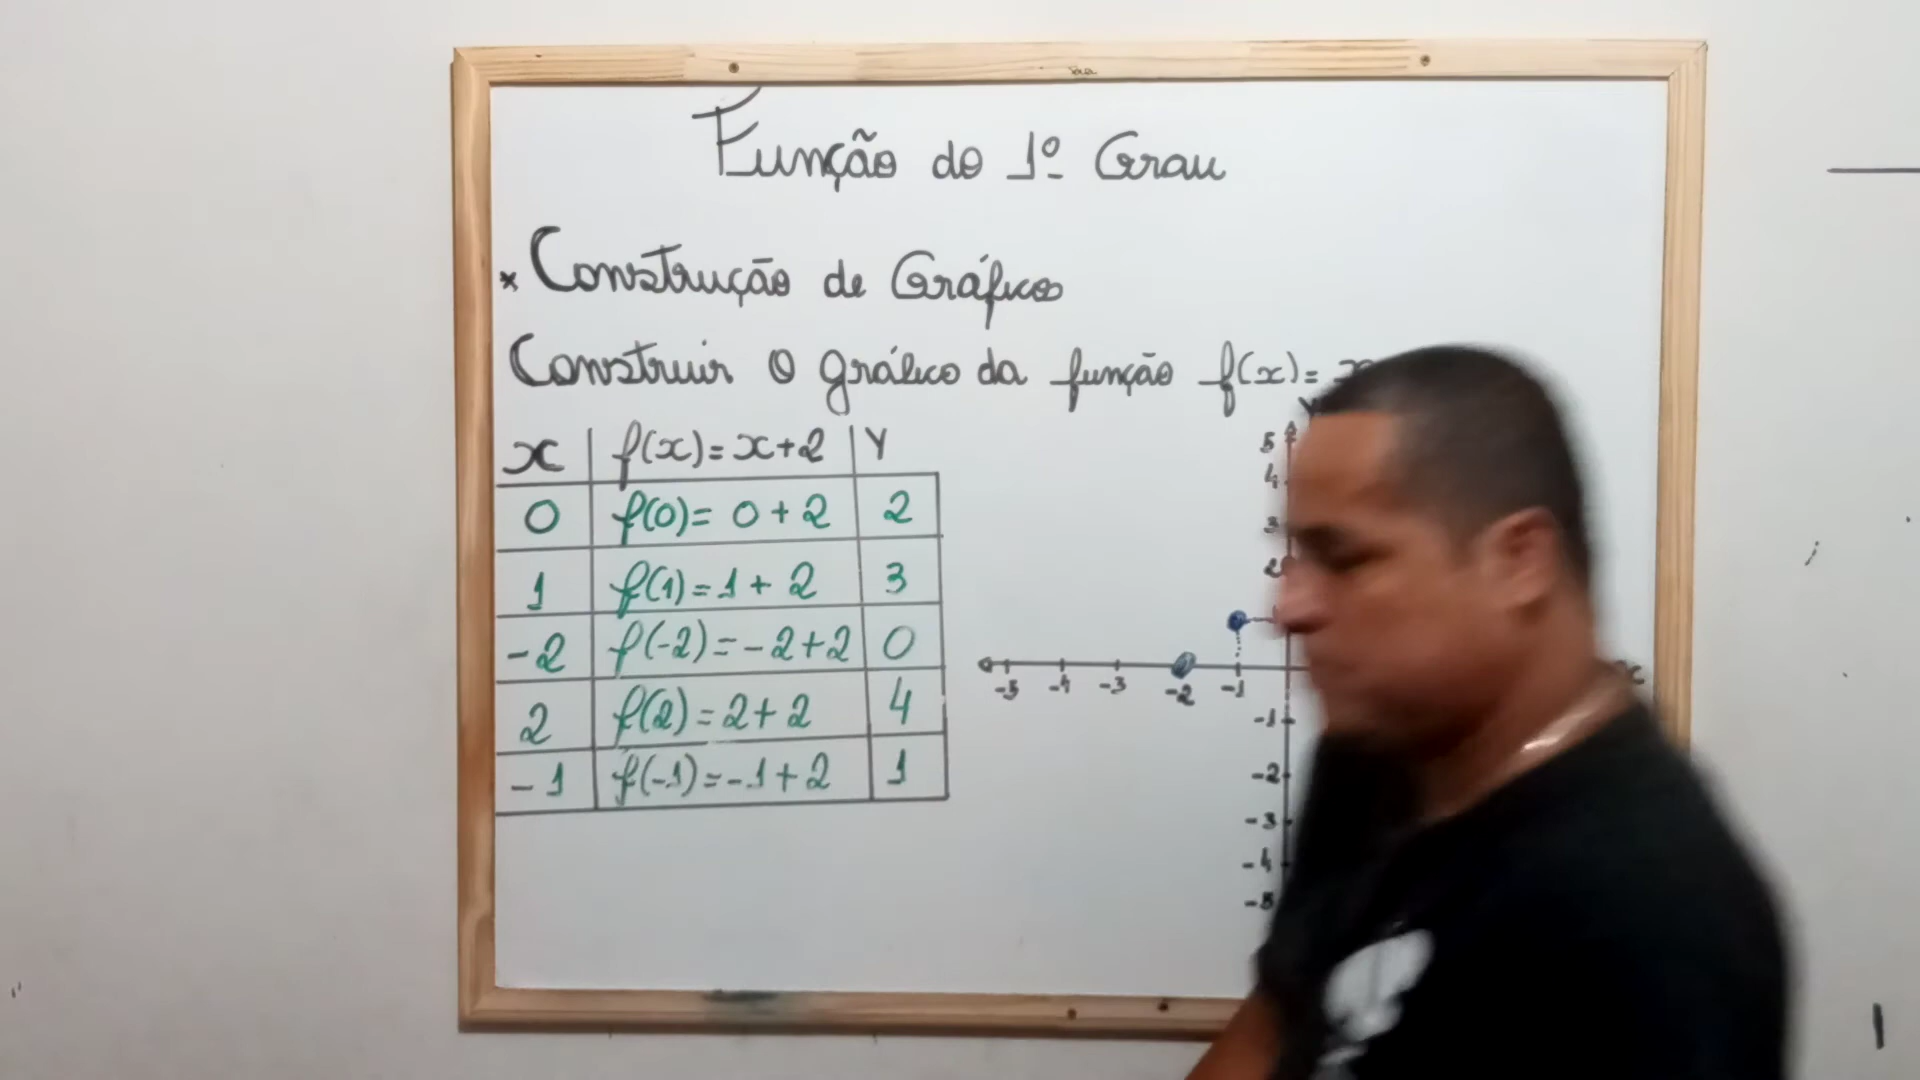 Função do 1º Grau
* Construção de Gráficos
Construir o gráfico da função f(x)= x
x f(x)=x+2 Y
0 f(0)= 0+2 2
1 f(1)=1+2 3
-2 f(-2)=-2+2 0
2 f(2)=2+2 4
-1 f(-1)=-1+2 1
Y
5
4
3
2
-5 -4 -3 -2 -1
-1
-2
-3
-4
-5